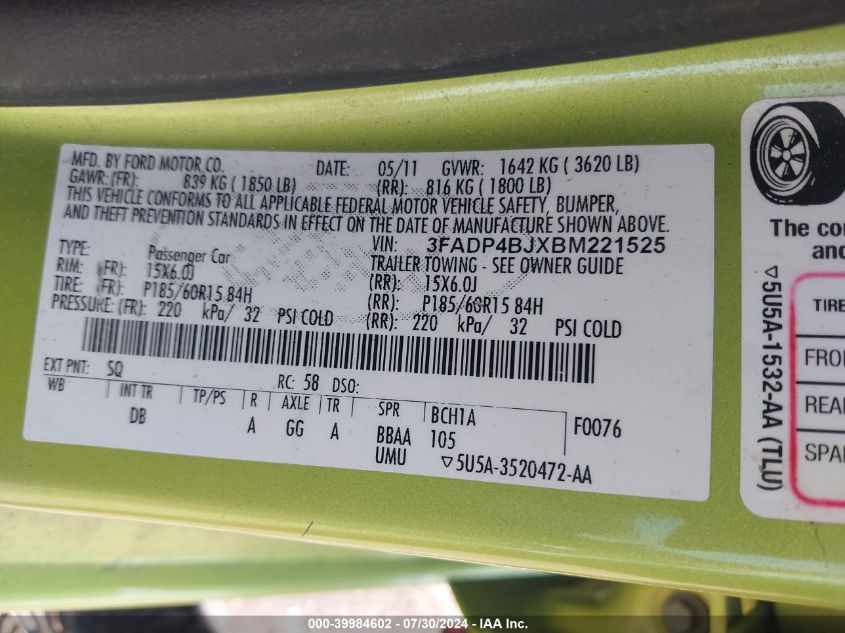 MFD. BY FORD MOTOR CO. DATE: 05/11 GVWR: 1642 KG ( 3620 LB)
GAWR:(FR): 839 KG ( 1850 LB) (RR): 816 KG ( 1800 LB)
THIS VEHICLE CONFORMS TO ALL APPLICABLE FEDERAL MOTOR VEHICLE SAFETY, BUMPER,
AND THEFT PREVENTION STANDARDS IN EFFECT ON THE DATE OF MANUFACTURE SHOWN ABOVE.
VIN: 3FADP4BJXBM221525
TYPE: Passenger Car TRAILER TOWING - SEE OWNER GUIDE
RIM: (FR): 15X6.0J (RR): 15X6.0J
TIRE: (FR): P185/60R15 84H (RR): P185/60R15 84H
PRESSURE: (FR): 220 kPa/ 32 PSI COLD (RR): 220 kPa/ 32 PSI COLD
EXT PNT: SQ RC: 58 DSO:
WB INT TR TP/PS R AXLE TR SPR BCH1A F0076
DB A GG A BBAA 105
UMU ▽5U5A-3520472-AA
The co
and
▽5U5A-1532-AA (TLU)
TIRE
FRO
REA
SPA
000-39984602 / 07/30/2024 - IAA Inc.